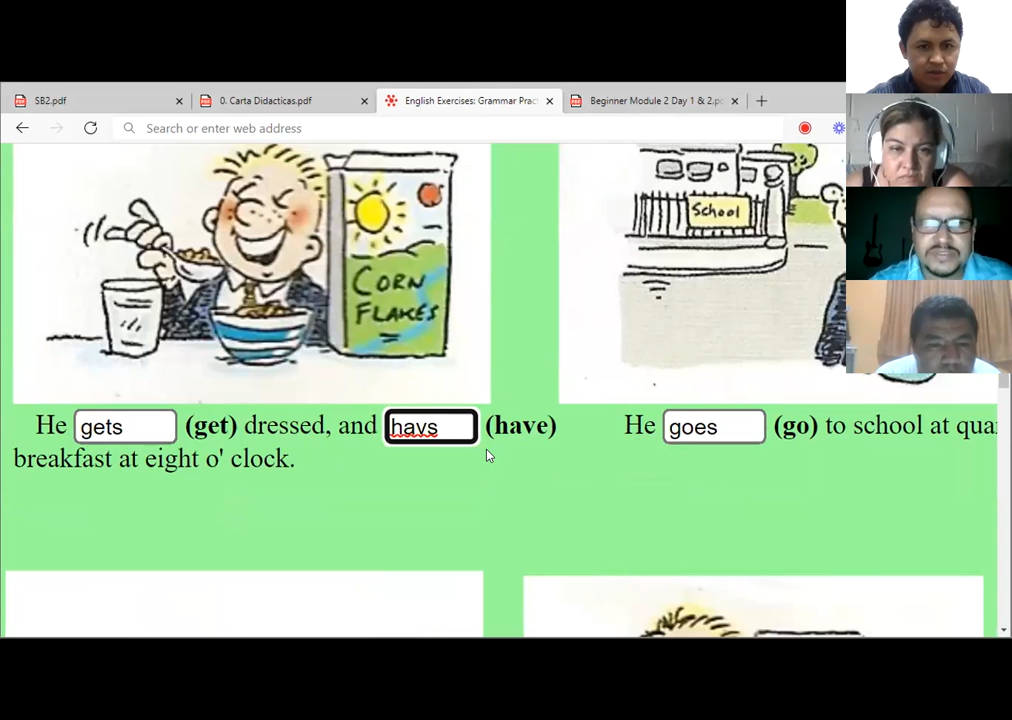 SB2.pdf
0. Carta Didacticas.pdf
English Exercises: Grammar Prac
Beginner Module 2 Day 1 & 2.pd
Search or enter web address
CORN
FLAKES
School
He gets (get) dressed, and havs (have)
breakfast at eight o' clock.
He goes (go) to school at qua